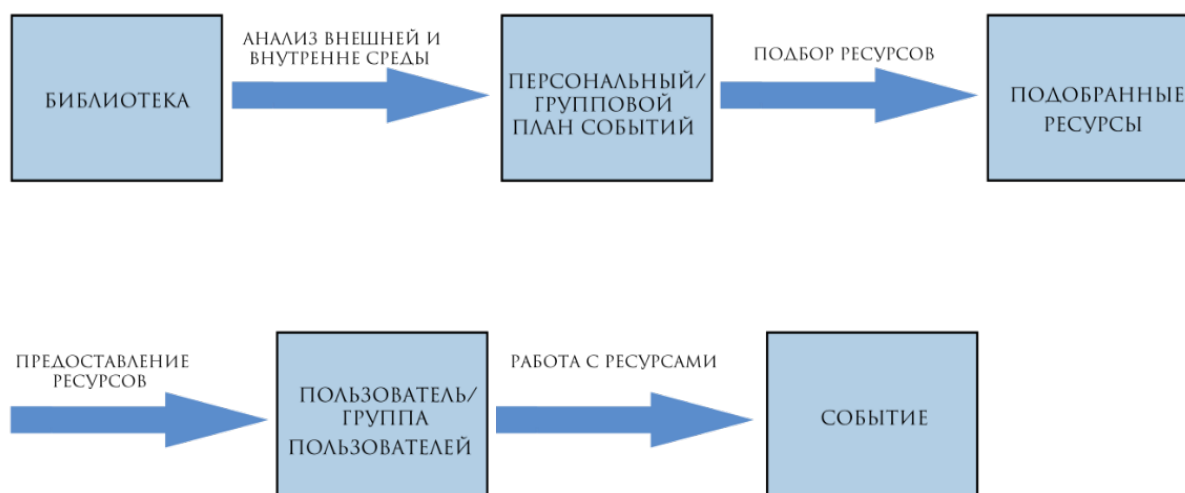 БИБЛИОТЕКА
АНАЛИЗ ВНЕШНЕЙ И
ВНУТРЕННЕ СРЕДЫ
ПЕРСОНАЛЬНЫЙ/
ГРУППОВОЙ
ПЛАН СОБЫТИЙ
ПОДБОР РЕСУРСОВ
ПОДОБРАННЫЕ
РЕСУРСЫ
ПРЕДОСТАВЛЕНИЕ
РЕСУРСОВ
ПОЛЬЗОВАТЕЛЬ/
ГРУППА
ПОЛЬЗОВАТЕЛЕЙ
РАБОТА С РЕСУРСАМИ
СОБЫТИЕ